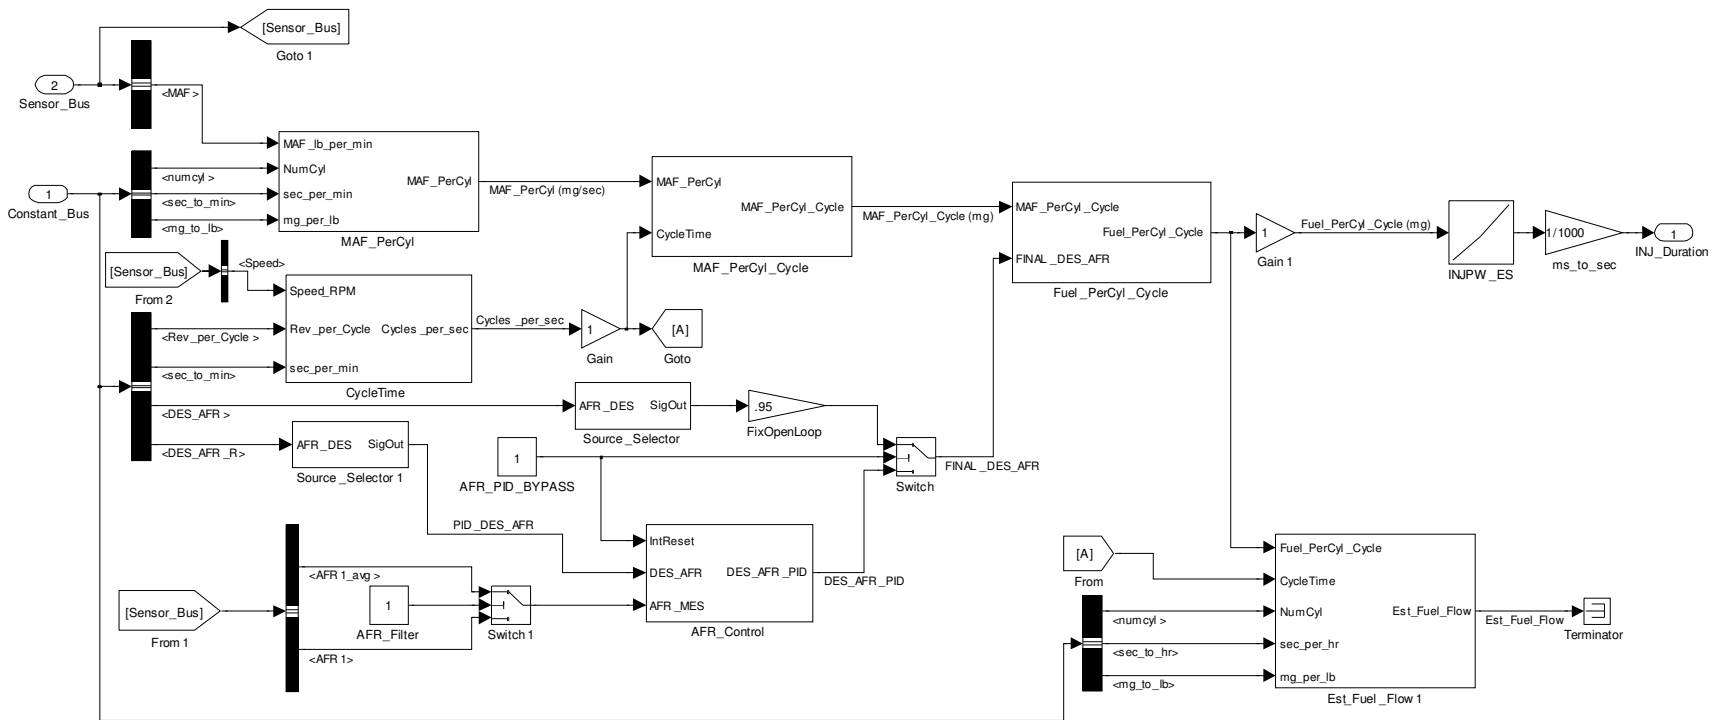 [Sensor_Bus]
Goto 1
2
Sensor_Bus
<MAF >
MAF_lb_per_min
NumCyl
sec_per_min
mg_per_lb
MAF_PerCyl
MAF_PerCyl
<numcyl >
<sec_to_min>
<mg_to_lb>
1
Constant_Bus
MAF_PerCyl (mg/sec)
MAF_PerCyl
CycleTime
MAF_PerCyl_Cycle
MAF_PerCyl_Cycle
MAF_PerCyl_Cycle (mg)
MAF_PerCyl_Cycle
FINAL_DES_AFR
Fuel_PerCyl_Cycle
Fuel_PerCyl_Cycle
1
Gain 1
Fuel_PerCyl_Cycle (mg)
INJPW_ES
1/1000
ms_to_sec
1
INJ_Duration
[Sensor_Bus]
From 2
<Speed>
Speed_RPM
Rev_per_Cycle
sec_per_min
Cycles_per_sec
CycleTime
<Rev_per_Cycle >
<sec_to_min>
<DES_AFR >
<DES_AFR_R>
Cycles_per_sec
1
Gain
[A]
Goto
AFR_DES
SigOut
Source_Selector
.95
FixOpenLoop
AFR_DES
SigOut
Source_Selector 1
1
AFR_PID_BYPASS
Switch
FINAL_DES_AFR
PID_DES_AFR
IntReset
DES_AFR
AFR_MES
DES_AFR_PID
AFR_Control
DES_AFR_PID
[Sensor_Bus]
From 1
<AFR1_avg >
1
AFR_Filter
<AFR1>
Switch 1
[A]
From
<numcyl >
<sec_to_hr>
<mg_to_lb>
Fuel_PerCyl_Cycle
CycleTime
NumCyl
sec_per_hr
mg_per_lb
Est_Fuel_Flow
Est_Fuel_Flow 1
Est_Fuel_Flow
Terminator